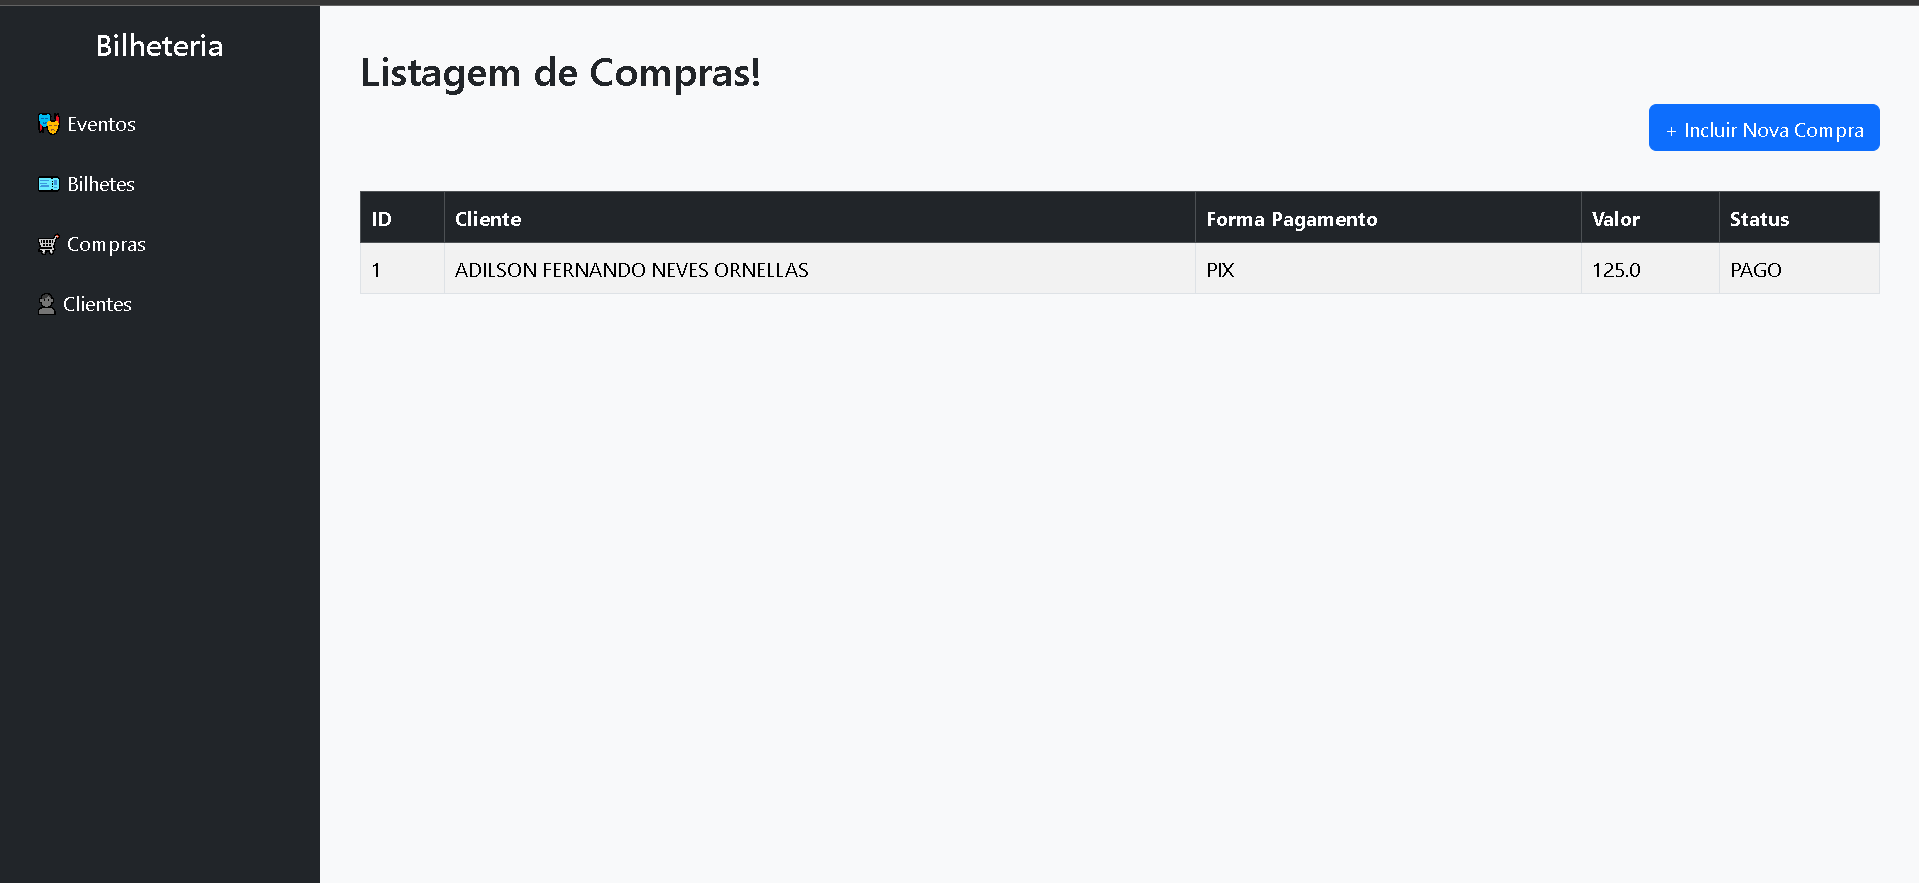 Bilheteria
Eventos
Bilhetes
Compras
Clientes
Listagem de Compras!
+ Incluir Nova Compra
ID Cliente Forma Pagamento Valor Status
1 ADILSON FERNANDO NEVES ORNELLAS PIX 125.0 PAGO